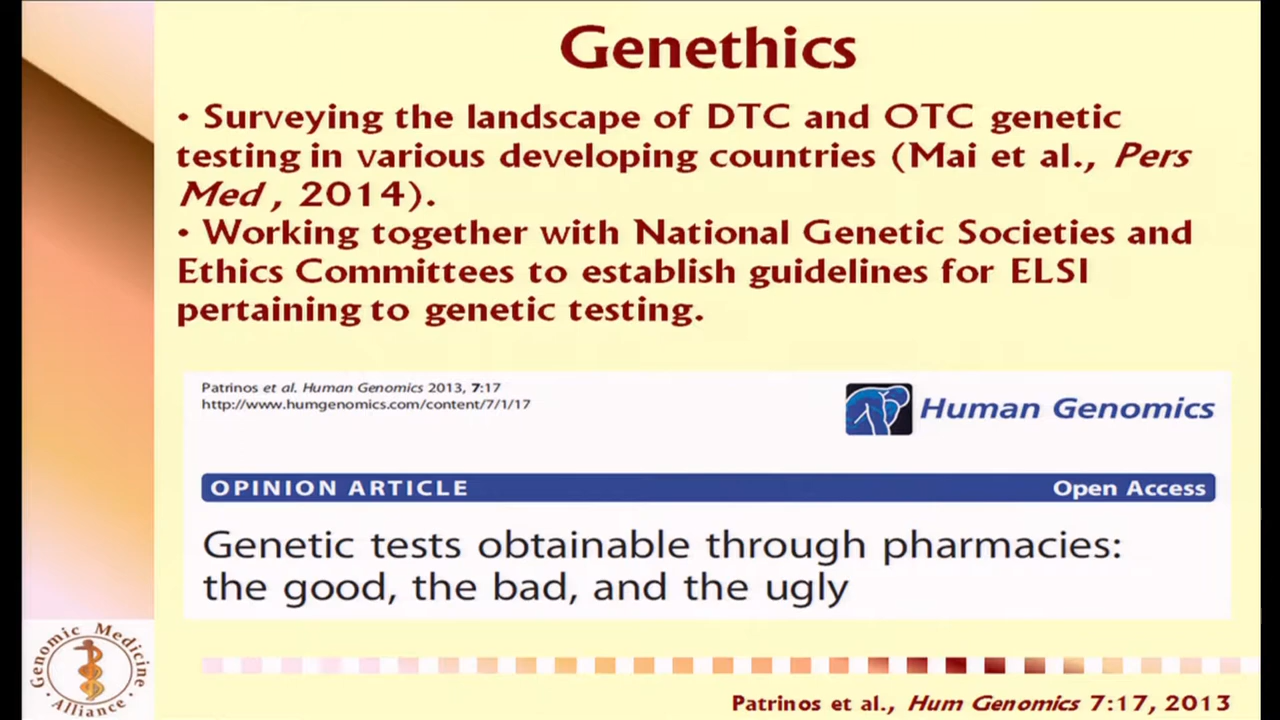 Genethics
• Surveying the landscape of DTC and OTC genetic
testing in various developing countries (Mai et al., Pers
Med , 2014).
• Working together with National Genetic Societies and
Ethics Committees to establish guidelines for ELSI
pertaining to genetic testing.
Patrinos et al. Human Genomics 2013, 7:17
http://www.humgenomics.com/content/7/1/17
Human Genomics
OPINION ARTICLE Open Access
Genetic tests obtainable through pharmacies:
the good, the bad, and the ugly
Genomic Medicine
· Alliance ·
Patrinos et al., Hum Genomics 7:17, 2013